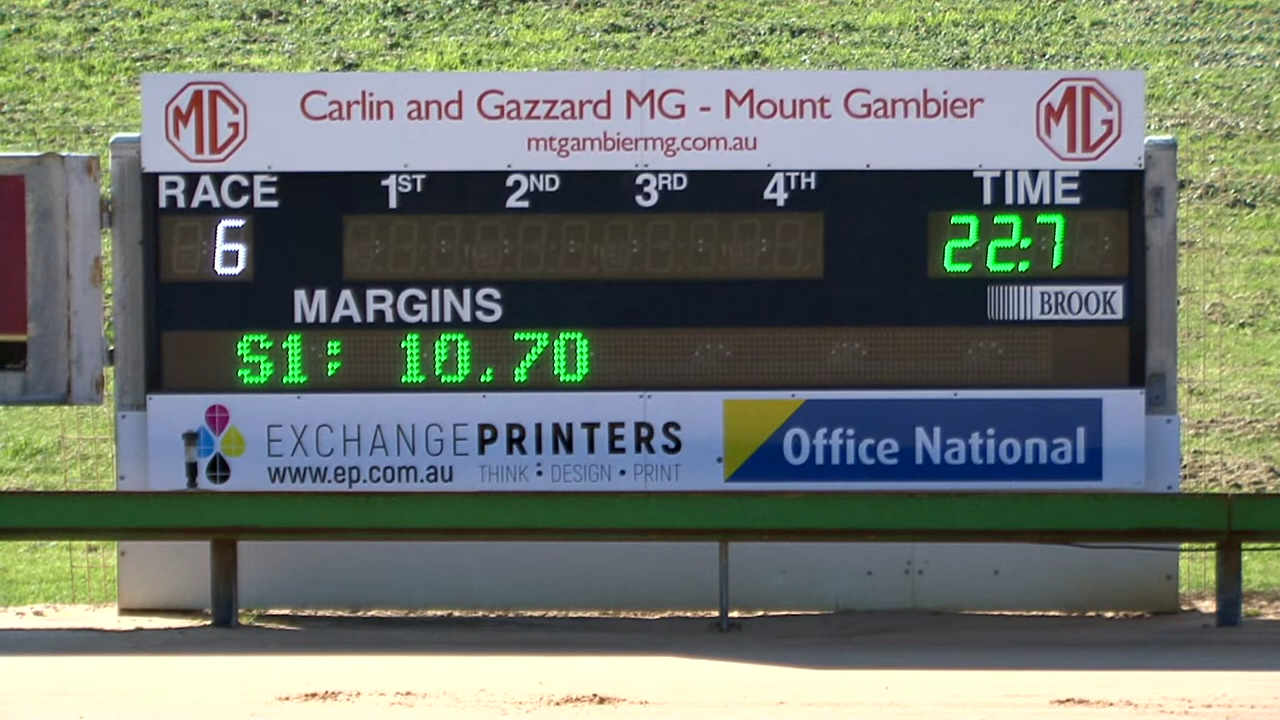 MG Carlin and Gazzard MG - Mount Gambier MG
mtgambiermg.com.au
RACE 1ST 2ND 3RD 4TH TIME
6 22:7
MARGINS BROOK
S1: 10.70
EXCHANGEPRINTERS Office National
www.ep.com.au THINK : DESIGN • PRINT